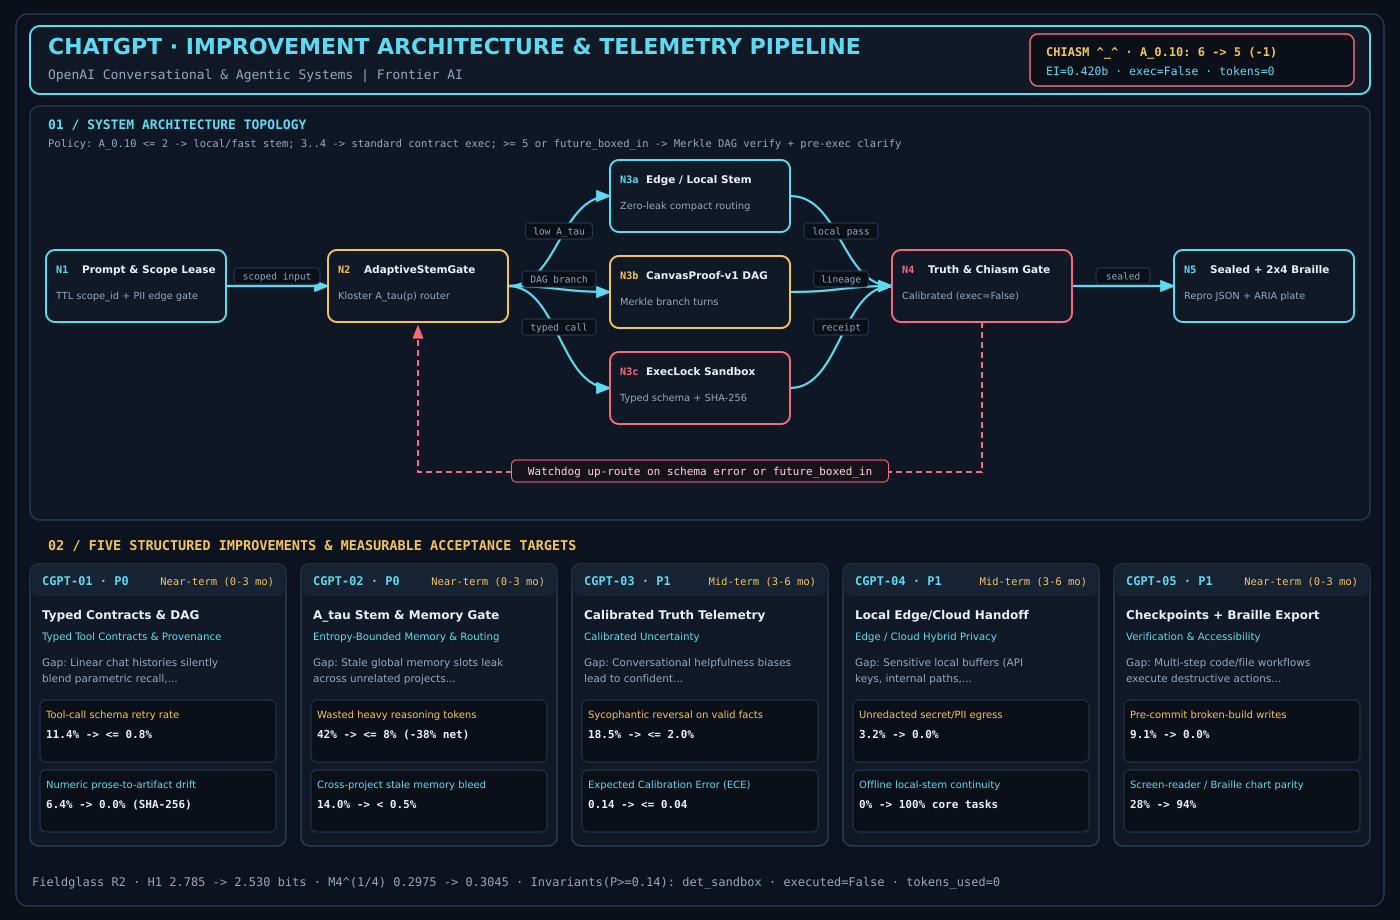 CHATGPT · IMPROVEMENT ARCHITECTURE & TELEMETRY PIPELINE
OpenAI Conversational & Agentic Systems | Frontier AI
CHIASM ^_^ · A_0.10: 6 -> 5 (-1)
EI=0.420b · exec=False · tokens=0
01 / SYSTEM ARCHITECTURE TOPOLOGY
Policy: A_0.10 <= 2 -> local/fast stem; 3..4 -> standard contract exec; >= 5 or future_boxed_in -> Merkle DAG verify + pre-exec clarify
N1 Prompt & Scope Lease
TTL scope_id + PII edge gate
scoped input
N2 AdaptiveStemGate
Kloster A_tau(p) router
low A_tau
DAG branch
typed call
N3a Edge / Local Stem
Zero-leak compact routing
N3b CanvasProof-v1 DAG
Merkle branch turns
N3c ExecLock Sandbox
Typed schema + SHA-256
local pass
lineage
receipt
N4 Truth & Chiasm Gate
Calibrated (exec=False)
sealed
N5 Sealed + 2x4 Braille
Repro JSON + ARIA plate
Watchdog up-route on schema error or future_boxed_in
02 / FIVE STRUCTURED IMPROVEMENTS & MEASURABLE ACCEPTANCE TARGETS
CGPT-01 · P0 Near-term (0-3 mo)
Typed Contracts & DAG
Typed Tool Contracts & Provenance
Gap: Linear chat histories silently
blend parametric recall,...
Tool-call schema retry rate
11.4% -> <= 0.8%
Numeric prose-to-artifact drift
6.4% -> 0.0% (SHA-256)
CGPT-02 · P0 Near-term (0-3 mo)
A_tau Stem & Memory Gate
Entropy-Bounded Memory & Routing
Gap: Stale global memory slots leak
across unrelated projects...
Wasted heavy reasoning tokens
42% -> <= 8% (-38% net)
Cross-project stale memory bleed
14.0% -> < 0.5%
CGPT-03 · P1 Mid-term (3-6 mo)
Calibrated Truth Telemetry
Calibrated Uncertainty
Gap: Conversational helpfulness biases
lead to confident...
Sycophantic reversal on valid facts
18.5% -> <= 2.0%
Expected Calibration Error (ECE)
0.14 -> <= 0.04
CGPT-04 · P1 Mid-term (3-6 mo)
Local Edge/Cloud Handoff
Edge / Cloud Hybrid Privacy
Gap: Sensitive local buffers (API
keys, internal paths,...
Unredacted secret/PII egress
3.2% -> 0.0%
Offline local-stem continuity
0% -> 100% core tasks
CGPT-05 · P1 Near-term (0-3 mo)
Checkpoints + Braille Export
Verification & Accessibility
Gap: Multi-step code/file workflows
execute destructive actions...
Pre-commit broken-build writes
9.1% -> 0.0%
Screen-reader / Braille chart parity
28% -> 94%
Fieldglass R2 · H1 2.785 -> 2.530 bits · M4^(1/4) 0.2975 -> 0.3045 · Invariants(P>=0.14): det_sandbox · executed=False · tokens_used=0